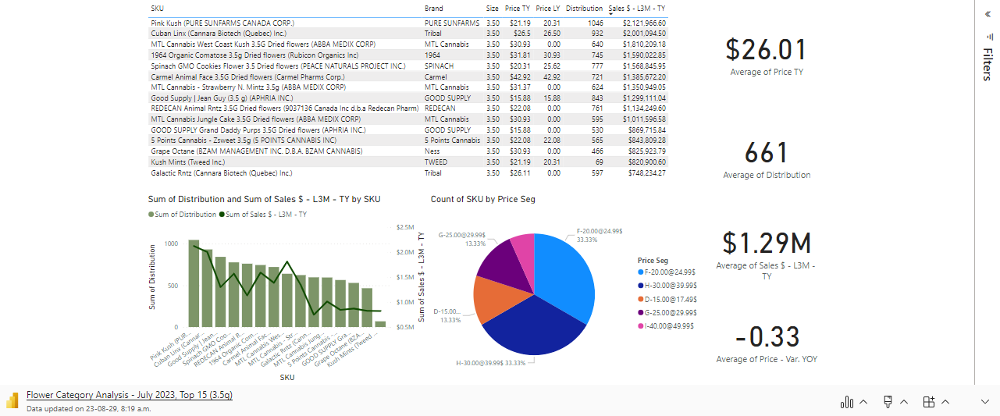 SKU Brand Size Price TY Price LY Distribution Sales $ - L3M - TY
Pink Kush (PURE SUNFARMS CANADA CORP.) PURE SUNFARMS 3.50 $21.19 20.31 1046 $2,121,966.60
Cuban Linx (Cannara Biotech (Quebec) Inc.) Tribal 3.50 $26.5 26.50 932 $2,001,094.50
MTL Cannabis West Coast Kush 3.5G Dried flowers (ABBA MEDIX CORP) MTL Cannabis 3.50 $30.93 0.00 640 $1,810,209.18
1964 Organic Comatose 3.5g Dried flowers (Rubicon Organics Inc) 1964 3.50 $31.81 30.93 745 $1,590,022.85
Spinach GMO Cookies Flower 3.5 Dried flowers (PEACE NATURALS PROJECT INC.) SPINACH 3.50 $20.31 25.62 777 $1,568,845.95
Carmel Animal Face 3.5G Dried flowers (Carmel Pharms Corp.) Carmel 3.50 $42.92 42.92 721 $1,385,672.20
MTL Cannabis - Strawberry N. Mintz 3.5g (ABBA MEDIX CORP) MTL Cannabis 3.50 $31.37 0.00 624 $1,350,949.05
Good Supply | Jean Guy (3.5 g) (APHRIA INC.) GOOD SUPPLY 3.50 $15.88 15.88 843 $1,299,111.04
REDECAN Animal Rntz 3.5G Dried flowers (9037136 Canada Inc d.b.a Redecan Pharm) REDECAN 3.50 $22.08 0.00 761 $1,134,249.60
MTL Cannabis Jungle Cake 3.5G Dried flowers (ABBA MEDIX CORP) MTL Cannabis 3.50 $30.93 0.00 595 $1,011,596.58
GOOD SUPPLY Grand Daddy Purps 3.5G Dried flowers (APHRIA INC.) GOOD SUPPLY 3.50 $15.88 0.00 530 $869,715.84
5 Points Cannabis - Zsweet 3.5g (5 POINTS CANNABIS INC) 5 Points Cannabis 3.50 $22.08 22.08 565 $843,809.28
Grape Octane (BZAM MANAGEMENT INC. D.B.A. BZAM CANNABIS) Ness 3.50 $30.93 0.00 466 $825,923.79
Kush Mints (Tweed Inc.) TWEED 3.50 $21.19 20.31 69 $820,900.60
Galactic Rntz (Cannara Biotech (Quebec) Inc.) Tribal 3.50 $26.11 0.00 597 $748,234.27
$26.01
Average of Price TY
661
Average of Distribution
$1.29M
Average of Sales $ - L3M -
TY
-0.33
Average of Price - Var. YOY
Filters
Sum of Distribution and Sum of Sales $ - L3M - TY by SKU
Sum of Distribution Sum of Sales $ - L3M - TY
Sum of Distribution
1000
500
0
$2.5M
$2.0M
$1.5M
$1.0M
$0.5M
Sum of Sales $ - L3M - TY
Pink Kush (PUR...
Cuban Linx (Cannar...
Good Supply | Jean...
Spinach GMO Coo...
REDECAN Animal R...
1964 Organic Com...
Carmel Animal Fac...
MTL Cannabis Wes...
MTL Cannabis - Str...
Galactic Rntz (Cann...
MTL Cannabis Jung...
5 Points Cannabis -...
GOOD SUPPLY Gra...
Grape Octane (BZA...
Kush Mints (Tweed ...
SKU
Count of SKU by Price Seg
G-25.00@29.99$
13.33%
F-20.00@24.99$
33.33%
D-15.00...
13.33%
H-30.00@39.99$ 33.33%
Price Seg
F-20.00@24.99$
H-30.00@39.99$
D-15.00@17.49$
G-25.00@29.99$
I-40.00@49.99$
Flower Category Analysis - July 2023, Top 15 (3.5g)
Data updated on 23-08-29, 8:19 a.m.